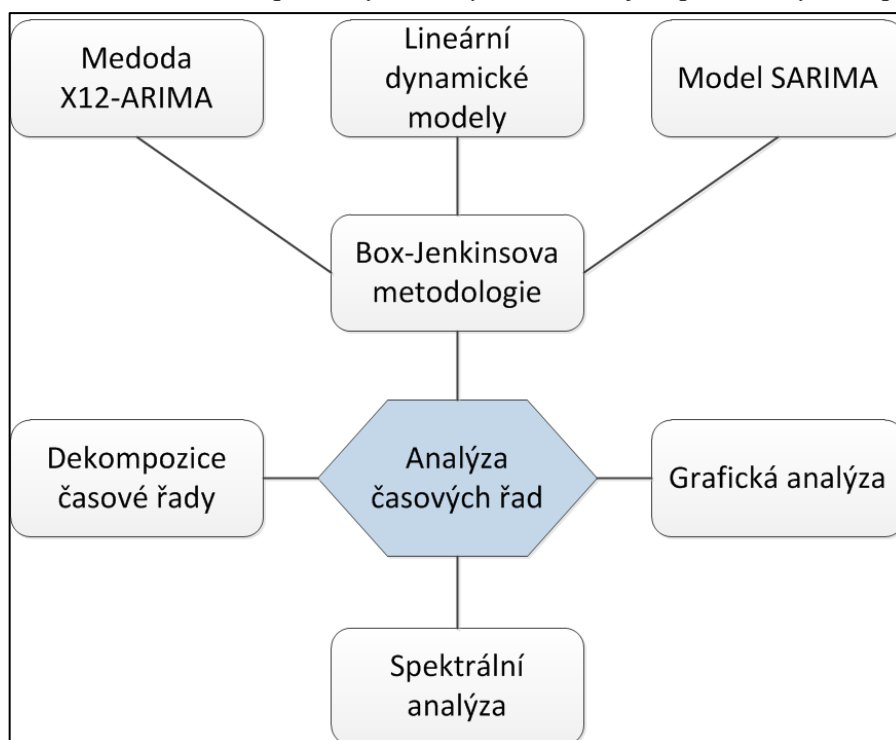 Medoda
X12-ARIMA
Lineární
dynamické
modely
Model SARIMA
Box-Jenkinsova
metodologie
Dekompozice
časové řady
Analýza
časových řad
Grafická analýza
Spektrální
analýza